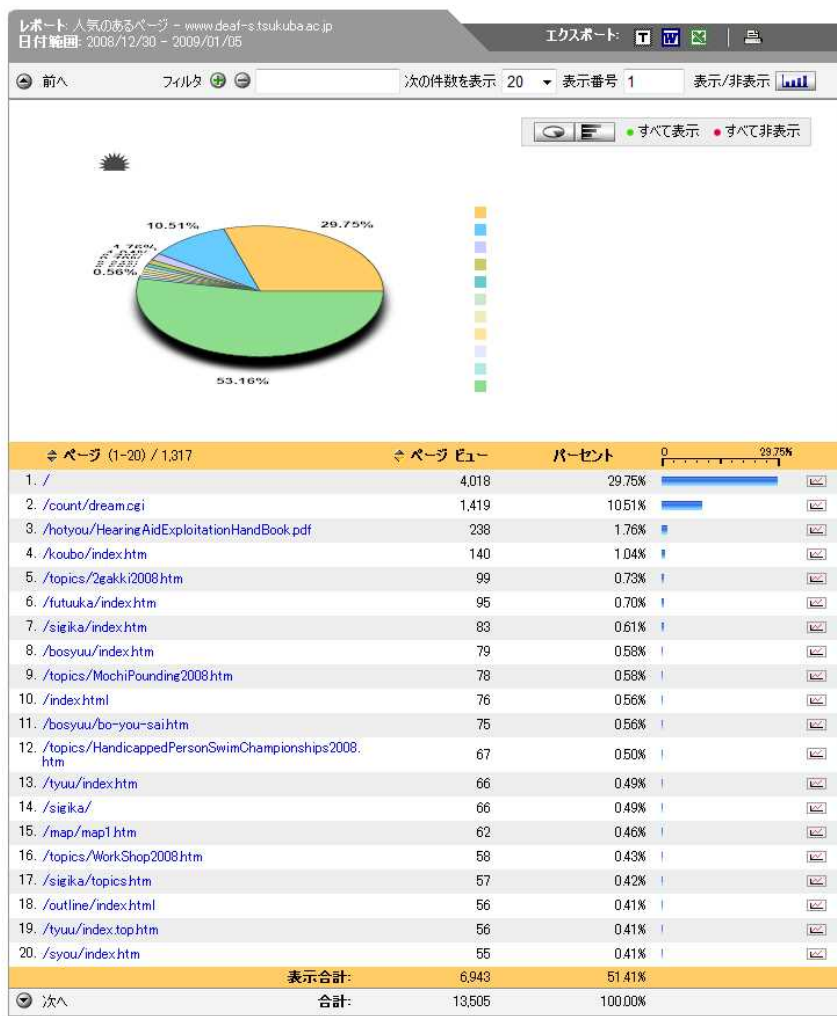 レポート: 人気のあるページ - www.deaf-s.tsukuba.ac.jp
日付範囲: 2008/12/30 - 2009/01/05
エクスポート:
前へ フィルタ 次の件数を表示 20 表示番号 1 表示/非表示
すべて表示 すべて非表示
10.51% 29.75%
1.76%
0.56%
53.16%
ページ (1-20) / 1,317 ページ ビュー パーセント 0 29.75%
1. / 4,018 29.75%
2. /count/dream.cgi 1,419 10.51%
3. /hotyou/HearingAidExploitationHandBook.pdf 238 1.76%
4. /koubo/index.htm 140 1.04%
5. /topics/2gakki2008.htm 99 0.73%
6. /futuuka/index.htm 95 0.70%
7. /sigika/index.htm 83 0.61%
8. /bosyuu/index.htm 79 0.58%
9. /topics/MochiPounding2008.htm 78 0.58%
10. /index.html 76 0.56%
11. /bosyuu/bo-you-sai.htm 75 0.56%
12. /topics/HandicappedPersonSwimChampionships2008.
htm 67 0.50%
13. /tyuu/index.htm 66 0.49%
14. /sigika/ 66 0.49%
15. /map/map1.htm 62 0.46%
16. /topics/WorkShop2008.htm 58 0.43%
17. /sigika/topics.htm 57 0.42%
18. /outline/index.html 56 0.41%
19. /tyuu/index.top.htm 56 0.41%
20. /syou/index.htm 55 0.41%
表示合計: 6,943 51.41%
次へ 合計: 13,505 100.00%